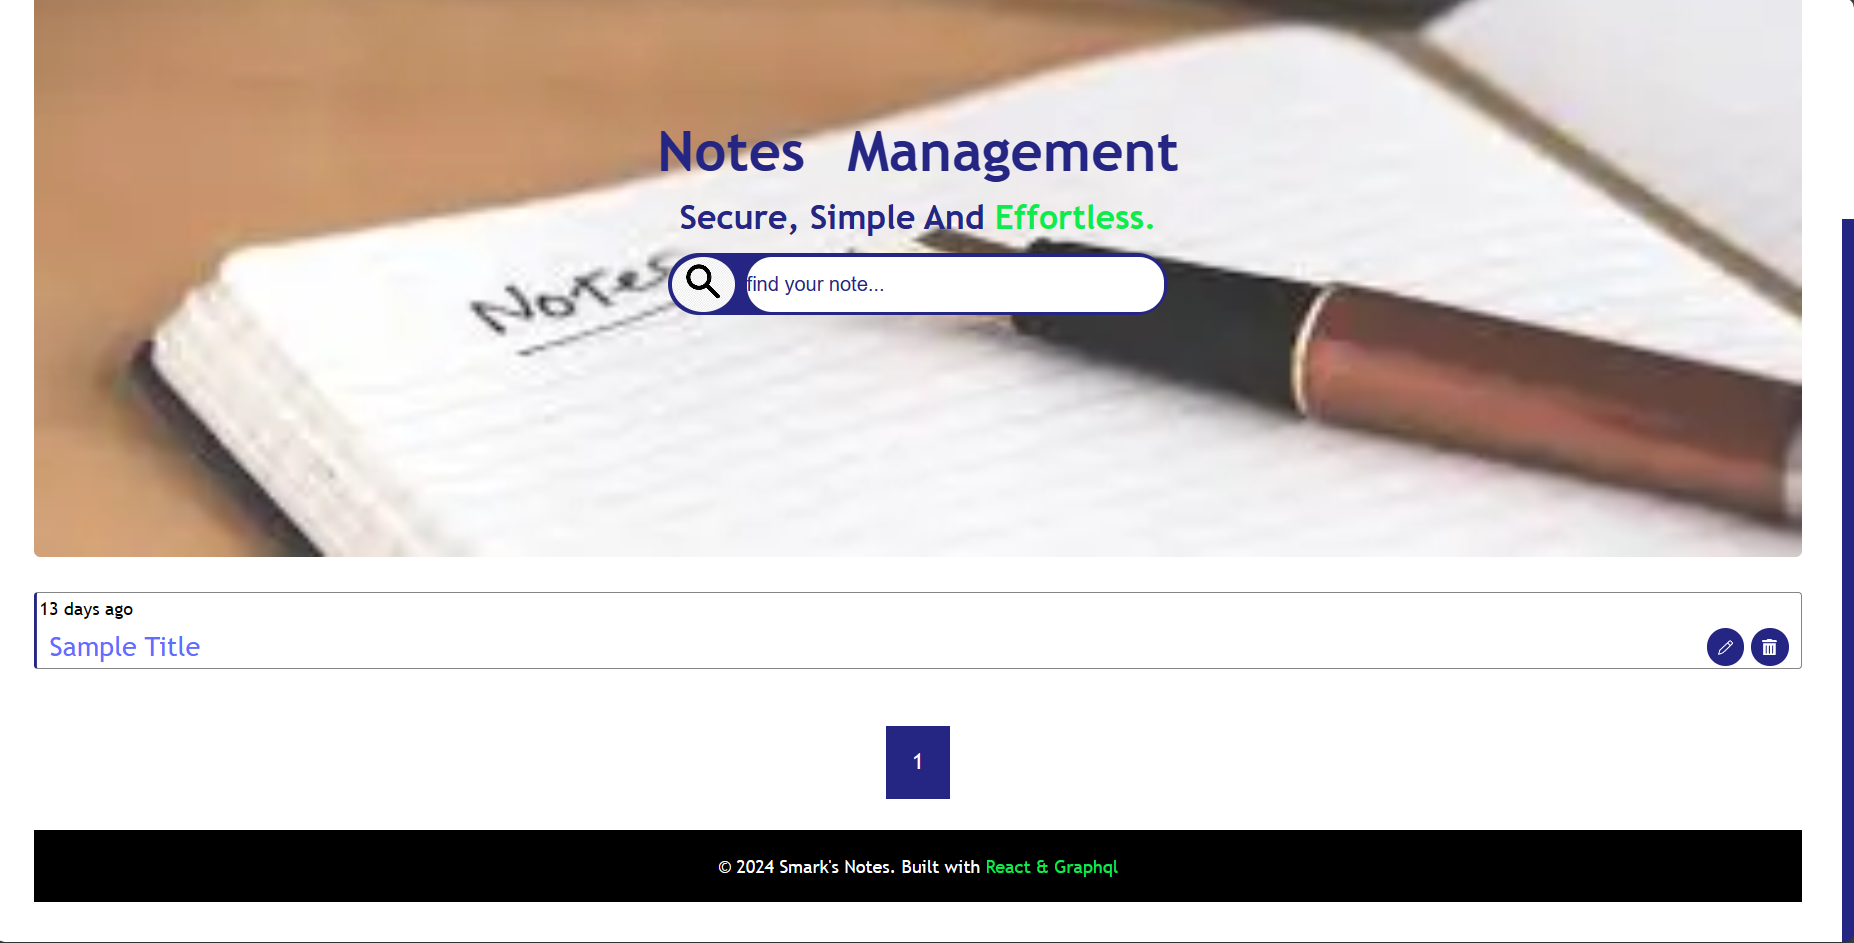 Notes Management
Secure, Simple And Effortless.
find your note...
Notes
13 days ago
Sample Title
1
© 2024 Smark's Notes. Built with React & Graphql